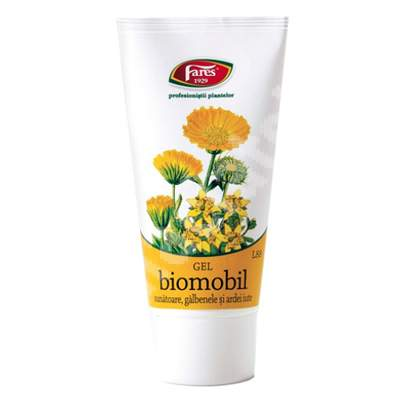 Fares
1929
profesioniștii plantelor
GEL
biomobil
sunătoare, gălbenele și ardei iute